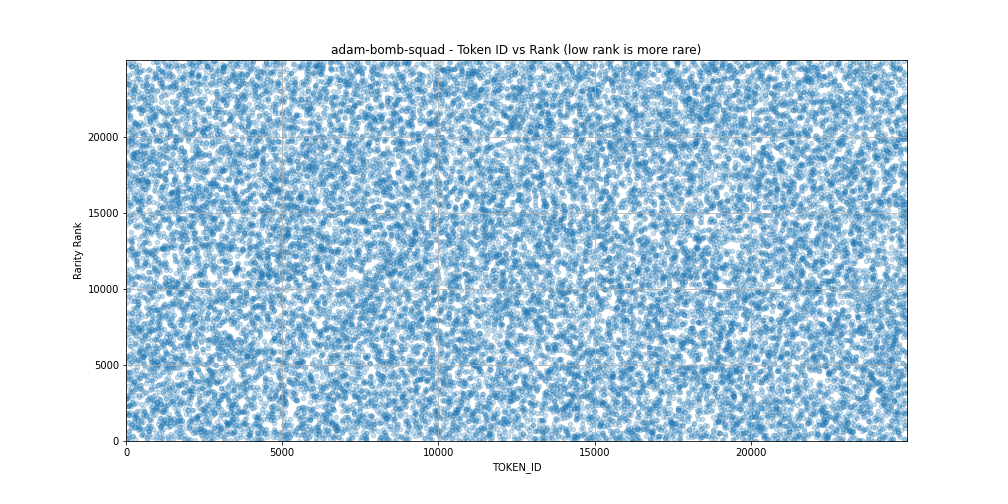 adam-bomb-squad - Token ID vs Rank (low rank is more rare)
20000
15000
10000
5000
0
Rarity Rank
0 5000 10000 15000 20000
TOKEN_ID